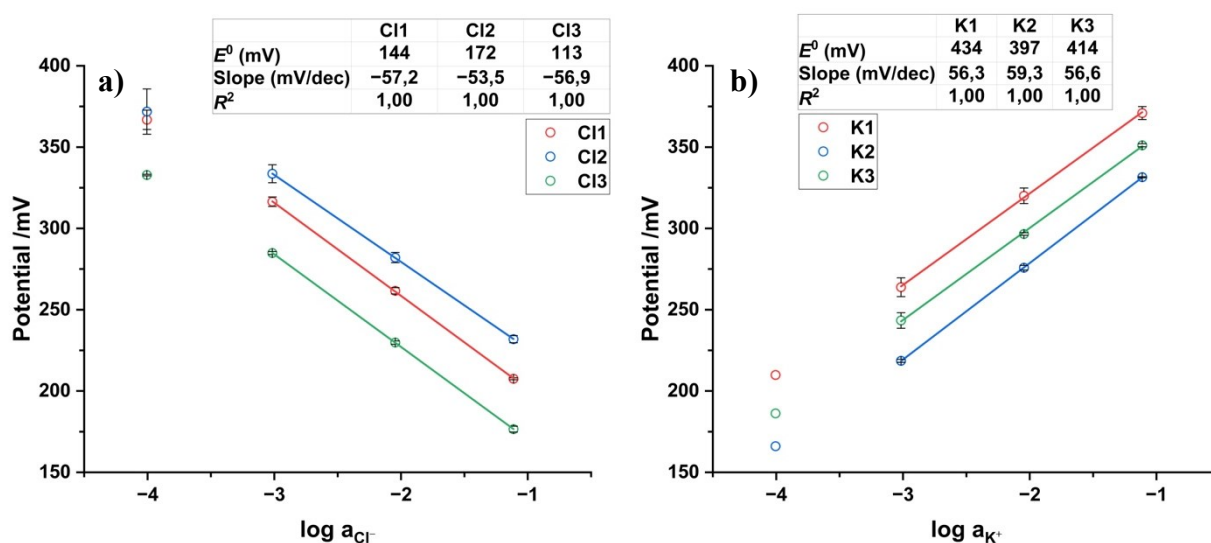 a)
Cl1 Cl2 Cl3
E⁰ (mV) 144 172 113
Slope (mV/dec) −57,2 −53,5 −56,9
R² 1,00 1,00 1,00
Cl1
Cl2
Cl3
400
350
300
250
200
150
Potential /mV
−4 −3 −2 −1
log a_Cl⁻
b)
K1 K2 K3
E⁰ (mV) 434 397 414
Slope (mV/dec) 56,3 59,3 56,6
R² 1,00 1,00 1,00
K1
K2
K3
400
350
300
250
200
150
Potential /mV
−4 −3 −2 −1
log a_K⁺